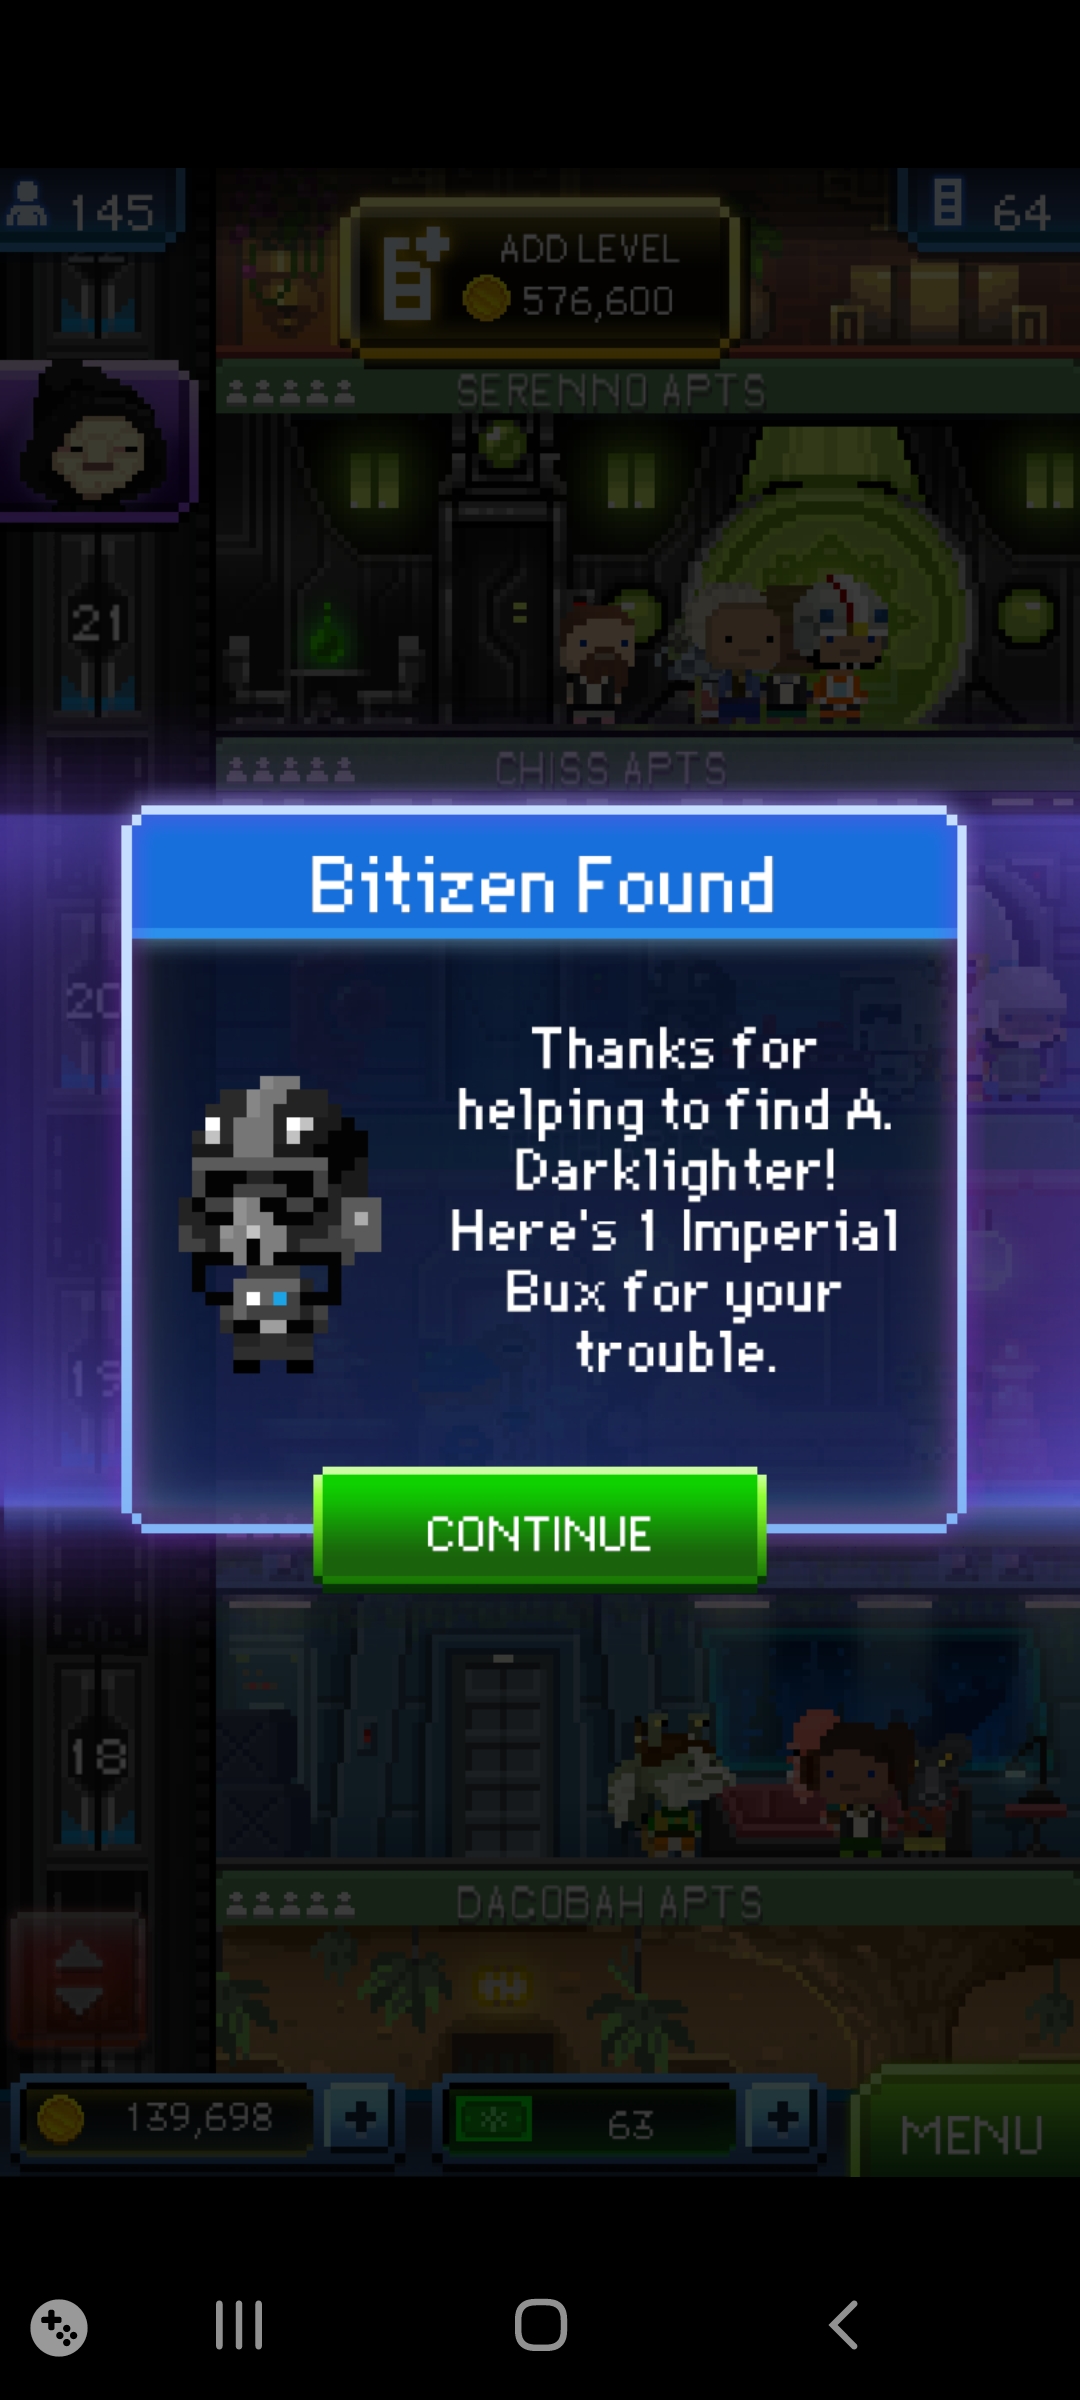 145
ADD LEVEL
576,600
64
SERENNO APTS
21
CHISS APTS
Bitizen Found
20
Thanks for
helping to find A.
Darklighter!
Here's 1 Imperial
Bux for your
trouble.
19
CONTINUE
18
DAGOBAH APTS
139,698
63
MENU